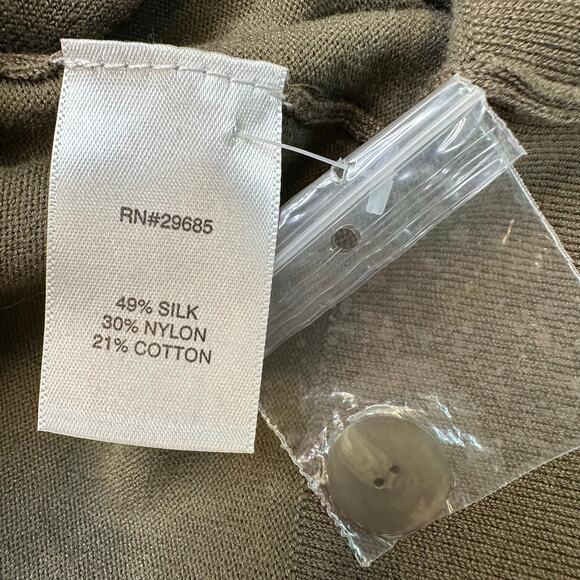 RN#29685
49% SILK
30% NYLON
21% COTTON